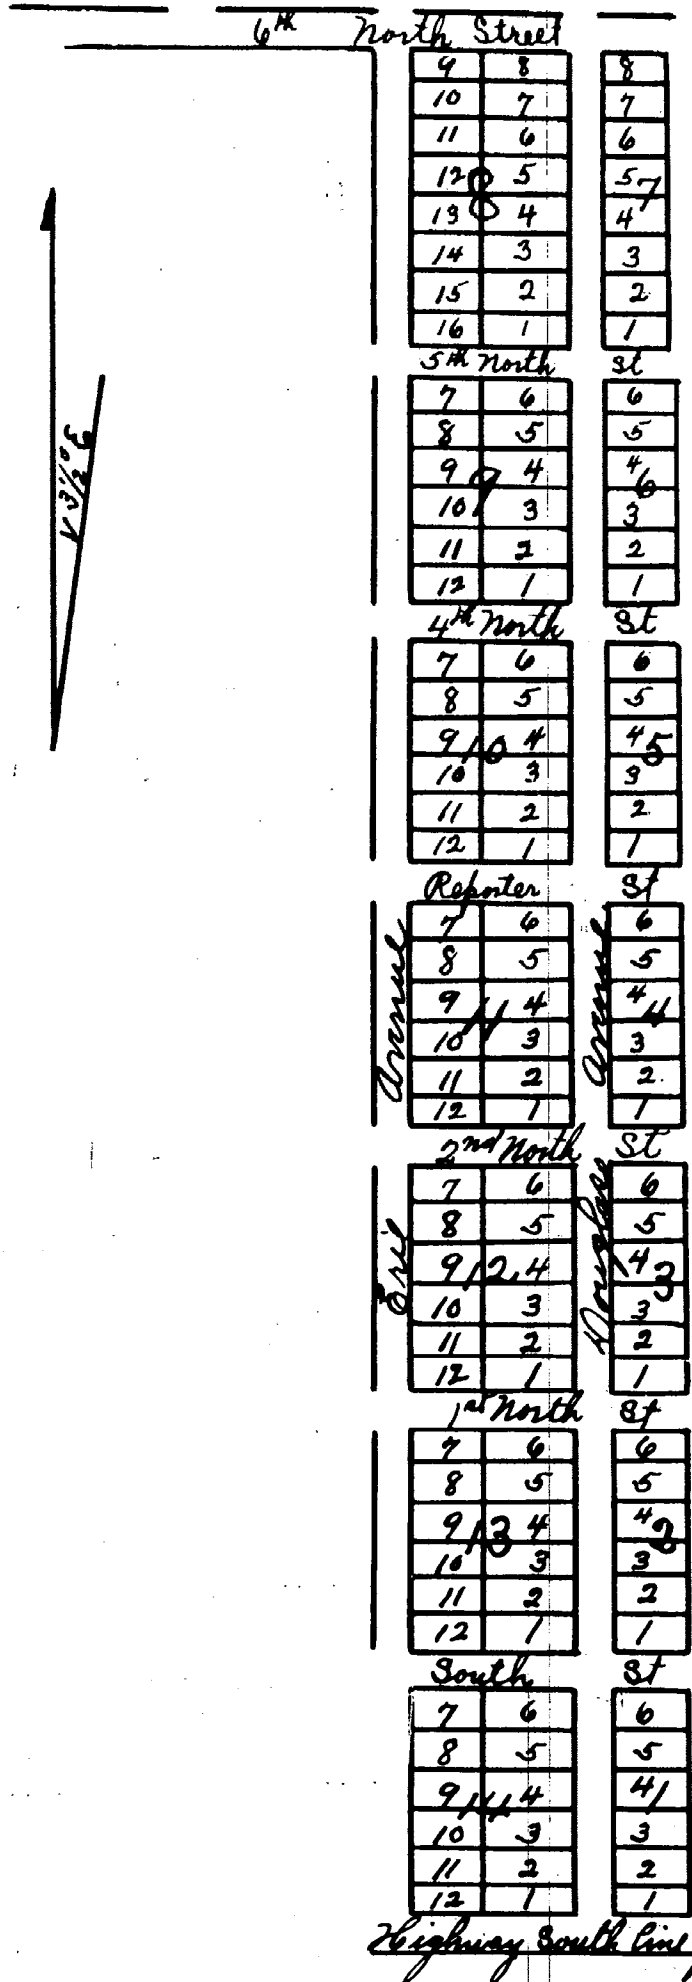 6th North Street
9 8 8
10 7 7
11 6 6
12 5 5
8 7
13 4 4
14 3 3
15 2 2
16 1 1
5th North St
7 6 6
8 5 5
9 4 4
9 6
10 3 3
11 2 2
12 1 1
4th North St
7 6 6
8 5 5
9 4 4
10 5
10 3 3
11 2 2
12 1 1
Reporter St
7 6 6
8 5 5
9 4 4
11 4
10 3 3
11 2 2
12 1 1
2nd North St
7 6 6
8 5 5
9 4 4
12 3
10 3 3
11 2 2
12 1 1
Erie
Douglass
1st North St
7 6 6
8 5 5
9 4 4
13 2
10 3 3
11 2 2
12 1 1
South St
7 6 6
8 5 5
9 4 4
14 1
10 3 3
11 2 2
12 1 1
Highway South line